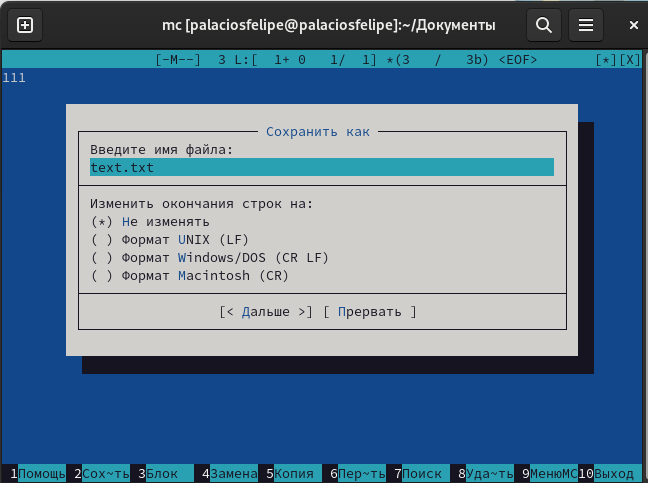 mc [palaciosfelipe@palaciosfelipe]:~/Документы
[-M--]  3 L:[  1+ 0   1/  1] *(3   /   3b) <EOF>       [*][X]
111
Сохранить как
Введите имя файла:
text.txt
Изменить окончания строк на:
(*) Не изменять
( ) Формат UNIX (LF)
( ) Формат Windows/DOS (CR LF)
( ) Формат Macintosh (CR)
[< Дальше >] [ Прервать ]
1Помощь 2Сох~ть 3Блок 4Замена 5Копия 6Пер~ть 7Поиск 8Уда~ть 9МенюMC 10Выход